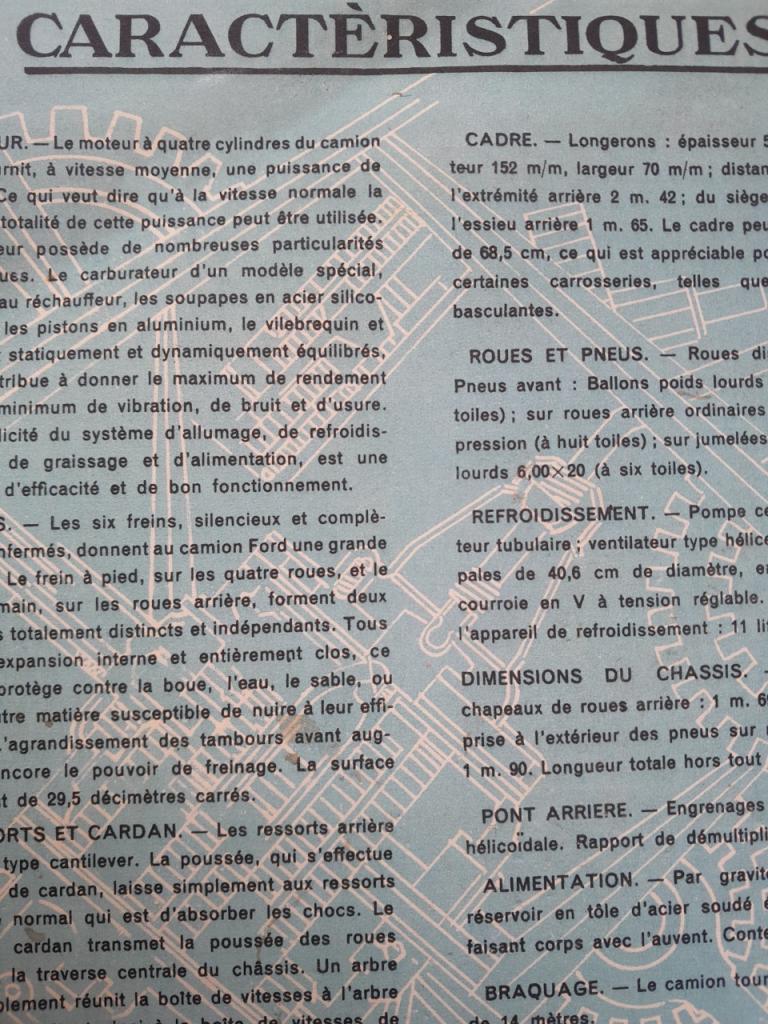 CARACTÈRISTIQUES
UR. — Le moteur à quatre cylindres du camion
urnit, à vitesse moyenne, une puissance de
Ce qui veut dire qu'à la vitesse normale la
totalité de cette puissance peut être utilisée.
eur possède de nombreuses particularités
ques. Le carburateur d'un modèle spécial,
au réchauffeur, les soupapes en acier silico-
les pistons en aluminium, le vilebrequin et
statiquement et dynamiquement équilibrés,
tribue à donner le maximum de rendement
minimum de vibration, de bruit et d'usure.
licité du système d'allumage, de refroidis-
de graissage et d'alimentation, est une
d'efficacité et de bon fonctionnement.
S. — Les six freins, silencieux et complè-
nfermés, donnent au camion Ford une grande
Le frein à pied, sur les quatre roues, et le
main, sur les roues arrière, forment deux
s totalement distincts et indépendants. Tous
expansion interne et entièrement clos, ce
protège contre la boue, l'eau, le sable, ou
tre matière susceptible de nuire à leur effi-
L'agrandissement des tambours avant aug-
encore le pouvoir de freinage. La surface
t de 29,5 décimètres carrés.
ORTS ET CARDAN. — Les ressorts arrière
type cantilever. La poussée, qui s'effectue
de cardan, laisse simplement aux ressorts
normal qui est d'absorber les chocs. Le
cardan transmet la poussée des roues
la traverse centrale du châssis. Un arbre
plement réunit la boîte de vitesses à l'arbre
à la boîte de vitesses de
CADRE. — Longerons : épaisseur 5
teur 152 m/m, largeur 70 m/m ; distan
l'extrémité arrière 2 m. 42 ; du siège
l'essieu arrière 1 m. 65. Le cadre peu
de 68,5 cm, ce qui est appréciable po
certaines carrosseries, telles que
basculantes.
ROUES ET PNEUS. — Roues di
Pneus avant : Ballons poids lourds
toiles) ; sur roues arrière ordinaires
pression (à huit toiles) ; sur jumelées
lourds 6,00×20 (à six toiles).
REFROIDISSEMENT. — Pompe ce
teur tubulaire ; ventilateur type hélice
pales de 40,6 cm de diamètre, e
courroie en V à tension réglable.
l'appareil de refroidissement : 11 li
DIMENSIONS DU CHASSIS. —
chapeaux de roues arrière : 1 m. 6
prise à l'extérieur des pneus sur
1 m. 90. Longueur totale hors tout
PONT ARRIERE. — Engrenages
hélicoïdale. Rapport de démultipli
ALIMENTATION. — Par gravit
réservoir en tôle d'acier soudé é
faisant corps avec l'auvent. Conte
BRAQUAGE. — Le camion tour
de 14 mètres.